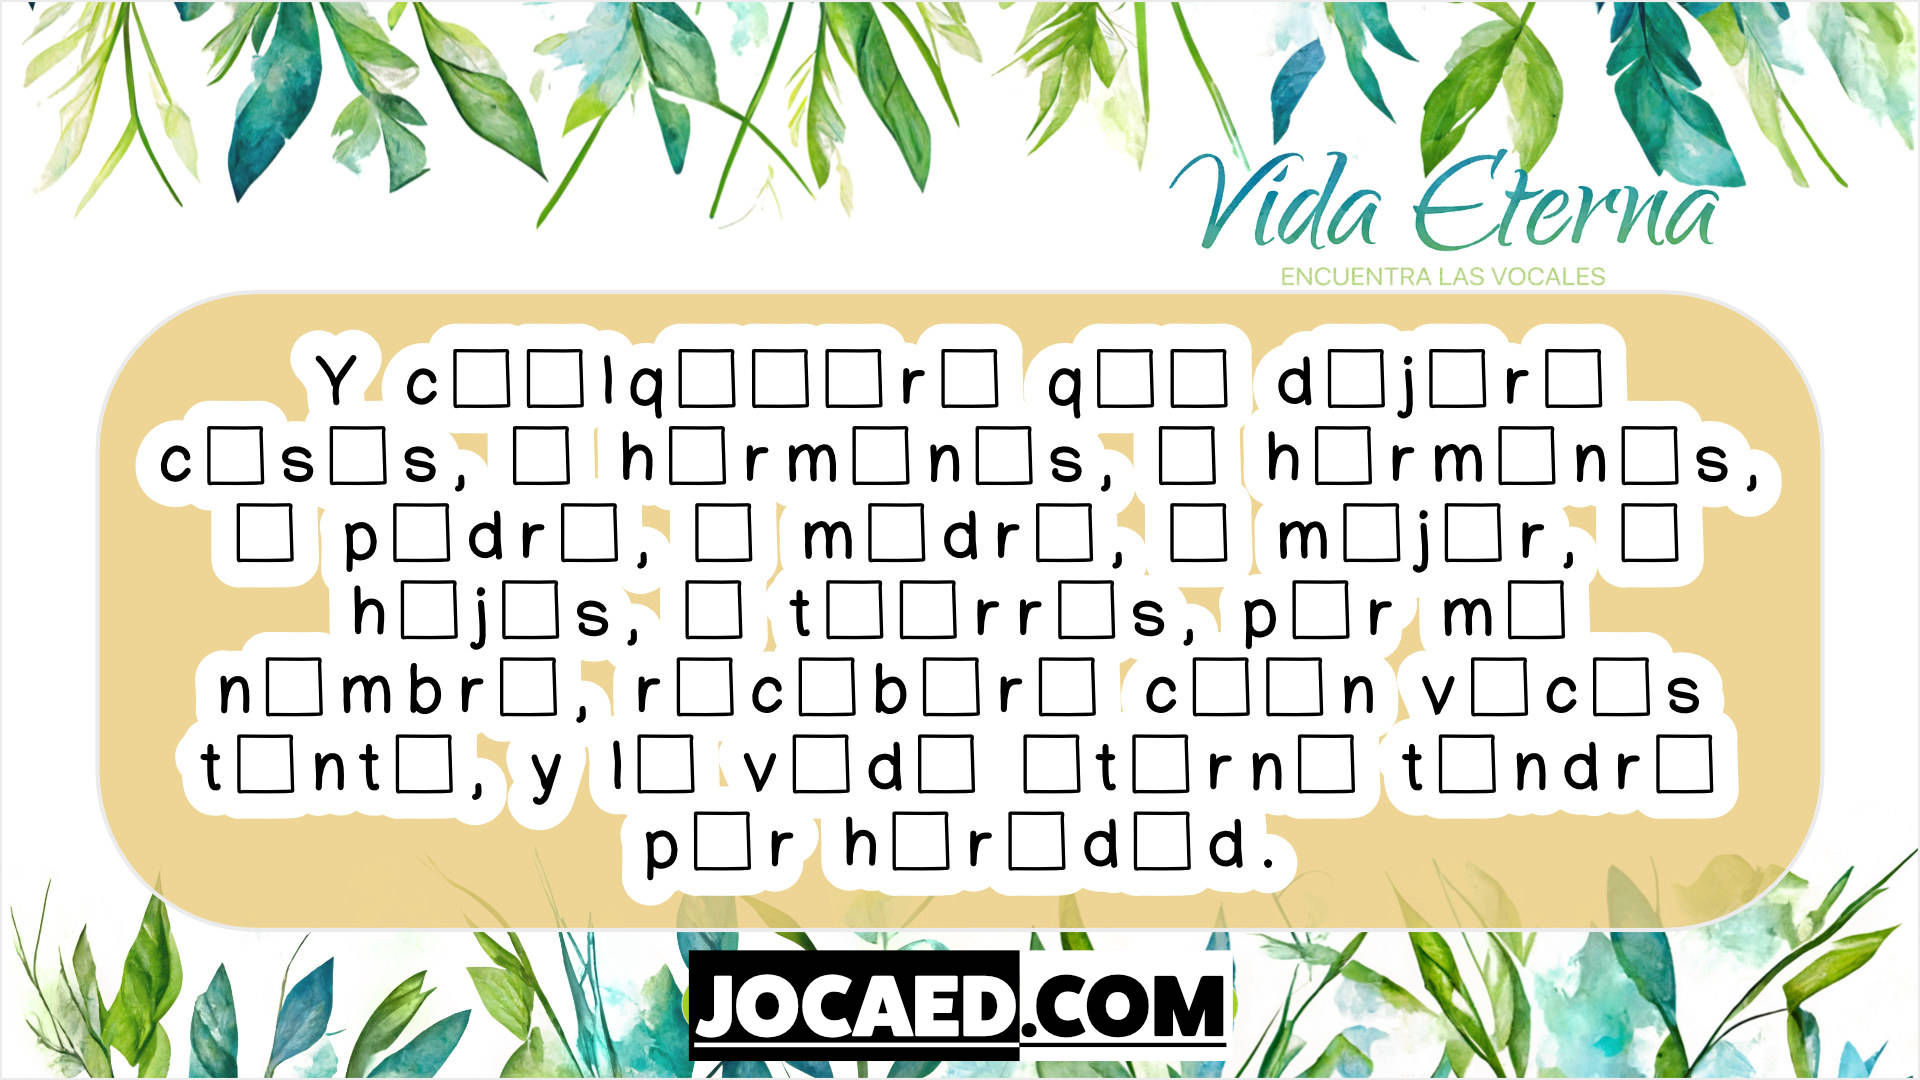 Vida Eterna
ENCUENTRA LAS VOCALES
Y c□□lq□□□r□ q□□ d□j□r□
c□s□s, □ h□rm□n□s, □ h□rm□n□s,
□ p□dr□, □ m□dr□, □ m□j□r, □
h□j□s, □ t□□rr□s, p□r m□
n□mbr□, r□c□b□r□ c□□n v□c□s
t□nt□, y l□ v□d□ □t□rn□ t□ndr□
p□r h□r□d□d.
JOCAED.COM